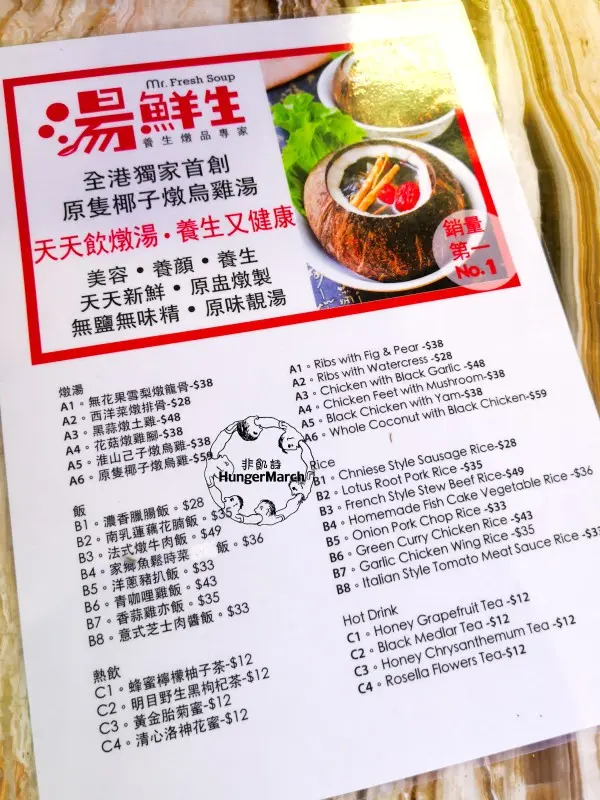 Mr. Fresh Soup
湯鮮生
養生燉品專家
全港獨家首創
原隻椰子燉烏雞湯
天天飲燉湯•養生又健康
美容•養顏•養生
天天新鮮•原盅燉製
無鹽無味精•原味靚湯
銷量
第一
No.1
燉湯
A1。無花果雪梨燉龍骨-$38
A2。西洋菜燉排骨-$28
A3。黑蒜燉土雞-$48
A4。花菇燉雞腳-$38
A5。淮山己子燉烏雞-$38
A6。原隻椰子燉烏雞-$59
A1。Ribs with Fig & Pear -$38
A2。Ribs with Watercress -$28
A3。Chicken with Black Garlic -$48
A4。Chicken Feet with Mushroom-$38
A5。Black Chicken with Yam-$38
A6。Whole Coconut with Black Chicken-$59
非飢詩
HungerMarch
飯
B1。濃香臘腸飯。$28
B2。南乳蓮藕花腩飯。$35
B3。法式燉牛肉飯。$49
B4。家鄉魚鬆時菜 飯。$36
B5。洋蔥豬扒飯。$33
B6。青咖哩雞飯。$43
B7。香蒜雞亦飯。$35
B8。意式芝士肉醬飯。$33
Rice
B1。Chniese Style Sausage Rice-$28
B2。Lotus Root Pork Rice -$35
B3。French Style Stew Beef Rice-$49
B4。Homemade Fish Cake Vegetable Rice -$36
B5。Onion Pork Chop Rice -$33
B6。Green Curry Chicken Rice -$43
B7。Garlic Chicken Wing Rice -$35
B8。Italian Style Tomato Meat Sauce Rice -$33
熱飲
C1。蜂蜜檸檬柚子茶-$12
C2。明目野生黑枸杞茶-$12
C3。黃金胎菊蜜-$12
C4。清心洛神花蜜-$12
Hot Drink
C1。Honey Grapefruit Tea -$12
C2。Black Medlar Tea -$12
C3。Honey Chrysanthemum Tea -$12
C4。Rosella Flowers Tea-$12